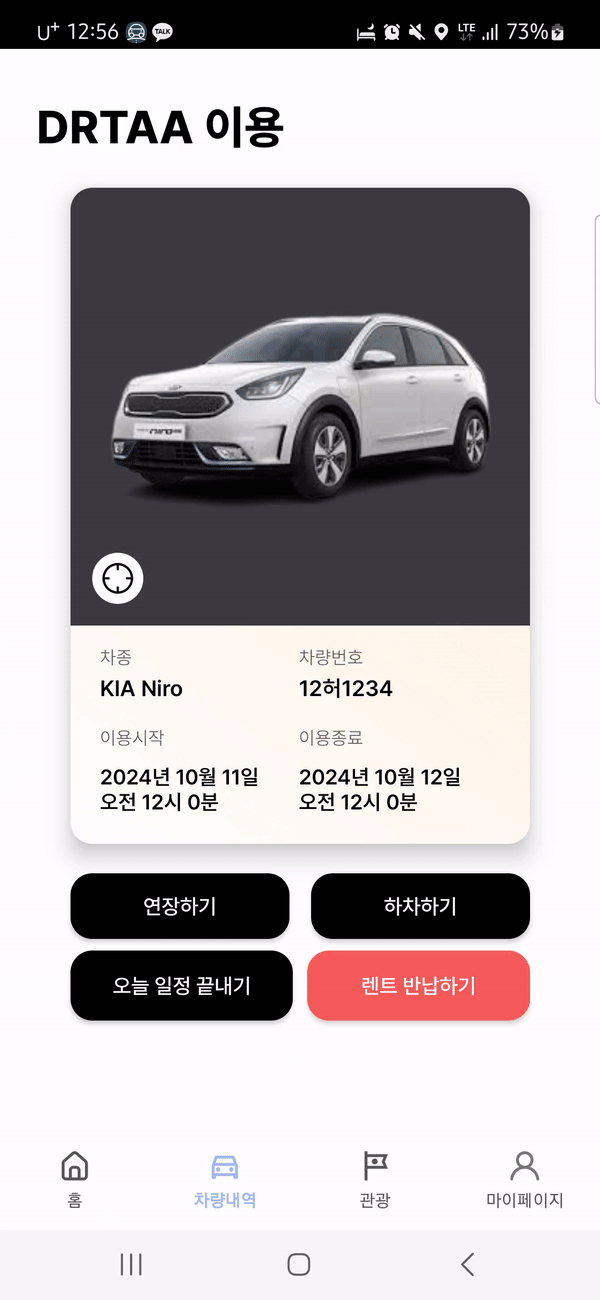 U+ 12:56 TALK LTE 73%
DRTAA 이용
niro
차종 차량번호
KIA Niro 12허1234
이용시작 이용종료
2024년 10월 11일 2024년 10월 12일
오전 12시 0분 오전 12시 0분
연장하기 하차하기
오늘 일정 끝내기 렌트 반납하기
홈 차량내역 관광 마이페이지